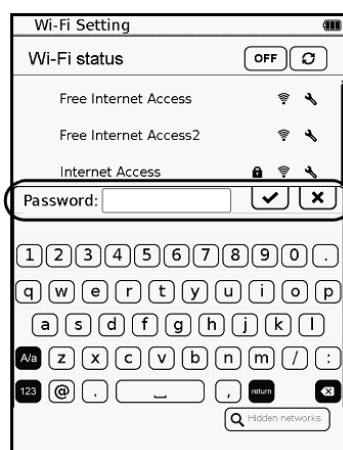 Wi-Fi Setting
Wi-Fi status OFF
Free Internet Access
Free Internet Access2
Internet Access
Password:
1 2 3 4 5 6 7 8 9 0 .
q w e r t y u i o p
a s d f g h j k l
A/a z x c v b n m / :
123 @ . , return
Hidden networks